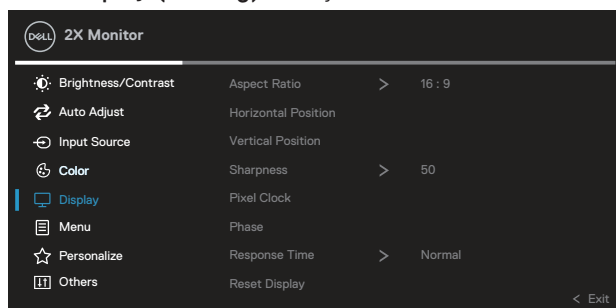 DELL 2X Monitor
Brightness/Contrast Aspect Ratio > 16 : 9
Auto Adjust Horizontal Position
Input Source Vertical Position
Color Sharpness > 50
Display Pixel Clock
Menu Phase
Personalize Response Time > Normal
Others Reset Display
< Exit